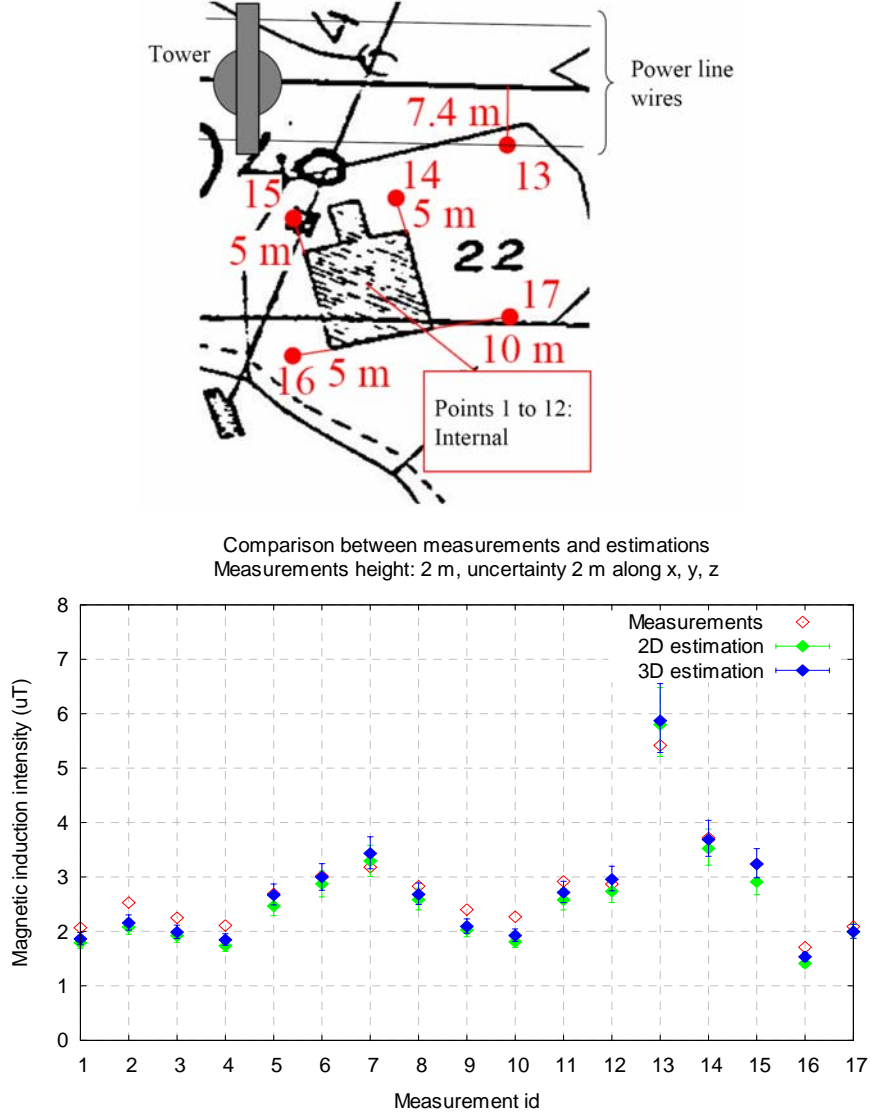 Tower
Power line
wires
7.4 m
13
14
15
5 m
5 m
22
17
10 m
16
5 m
Points 1 to 12:
Internal
Comparison between measurements and estimations
Measurements height: 2 m, uncertainty 2 m along x, y, z
Magnetic induction intensity (uT)
8
7
6
5
4
3
2
1
0
Measurements
2D estimation
3D estimation
1 2 3 4 5 6 7 8 9 10 11 12 13 14 15 16 17
Measurement id